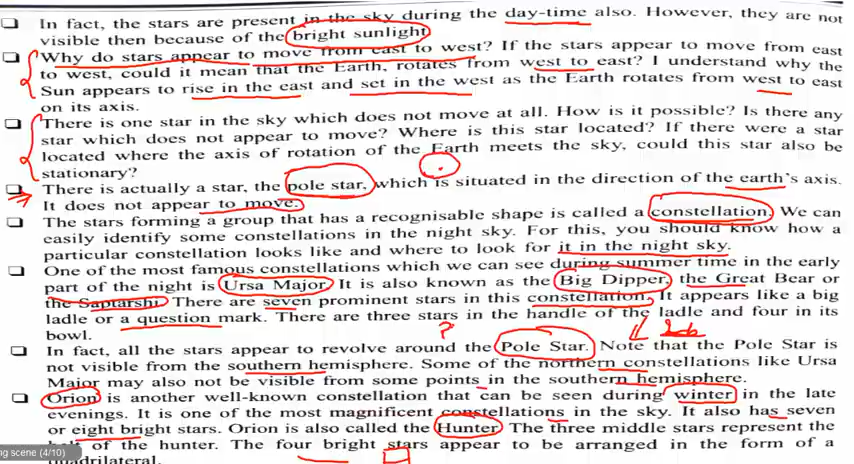 In fact, the stars are present in the sky during the day-time also. However, they are not
visible then because of the bright sunlight.
Why do stars appear to move from east to west? If the stars appear to move from east
to west, could it mean that the Earth, rotates from west to east? I understand why the
Sun appears to rise in the east and set in the west as the Earth rotates from west to east
on its axis.
There is one star in the sky which does not move at all. How is it possible? Is there any
star which does not appear to move? Where is this star located? If there were a star
located where the axis of rotation of the Earth meets the sky, could this star also be
stationary?
There is actually a star, the pole star, which is situated in the direction of the earth's axis.
It does not appear to move.
The stars forming a group that has a recognisable shape is called a constellation. We can
easily identify some constellations in the night sky. For this, you should know how a
particular constellation looks like and where to look for it in the night sky.
One of the most famous constellations which we can see during summer time in the early
part of the night is Ursa Major. It is also known as the Big Dipper, the Great Bear or
the Saptarshi. There are seven prominent stars in this constellation. It appears like a big
ladle or a question mark. There are three stars in the handle of the ladle and four in its
bowl.
?
In fact, all the stars appear to revolve around the Pole Star. Note that the Pole Star is
not visible from the southern hemisphere. Some of the northern constellations like Ursa
Major may also not be visible from some points in the southern hemisphere.
Orion is another well-known constellation that can be seen during winter in the late
evenings. It is one of the most magnificent constellations in the sky. It also has seven
or eight bright stars. Orion is also called the Hunter. The three middle stars represent the
belt of the hunter. The four bright stars appear to be arranged in the form of a
quadrilateral.
ng scene (4/10)